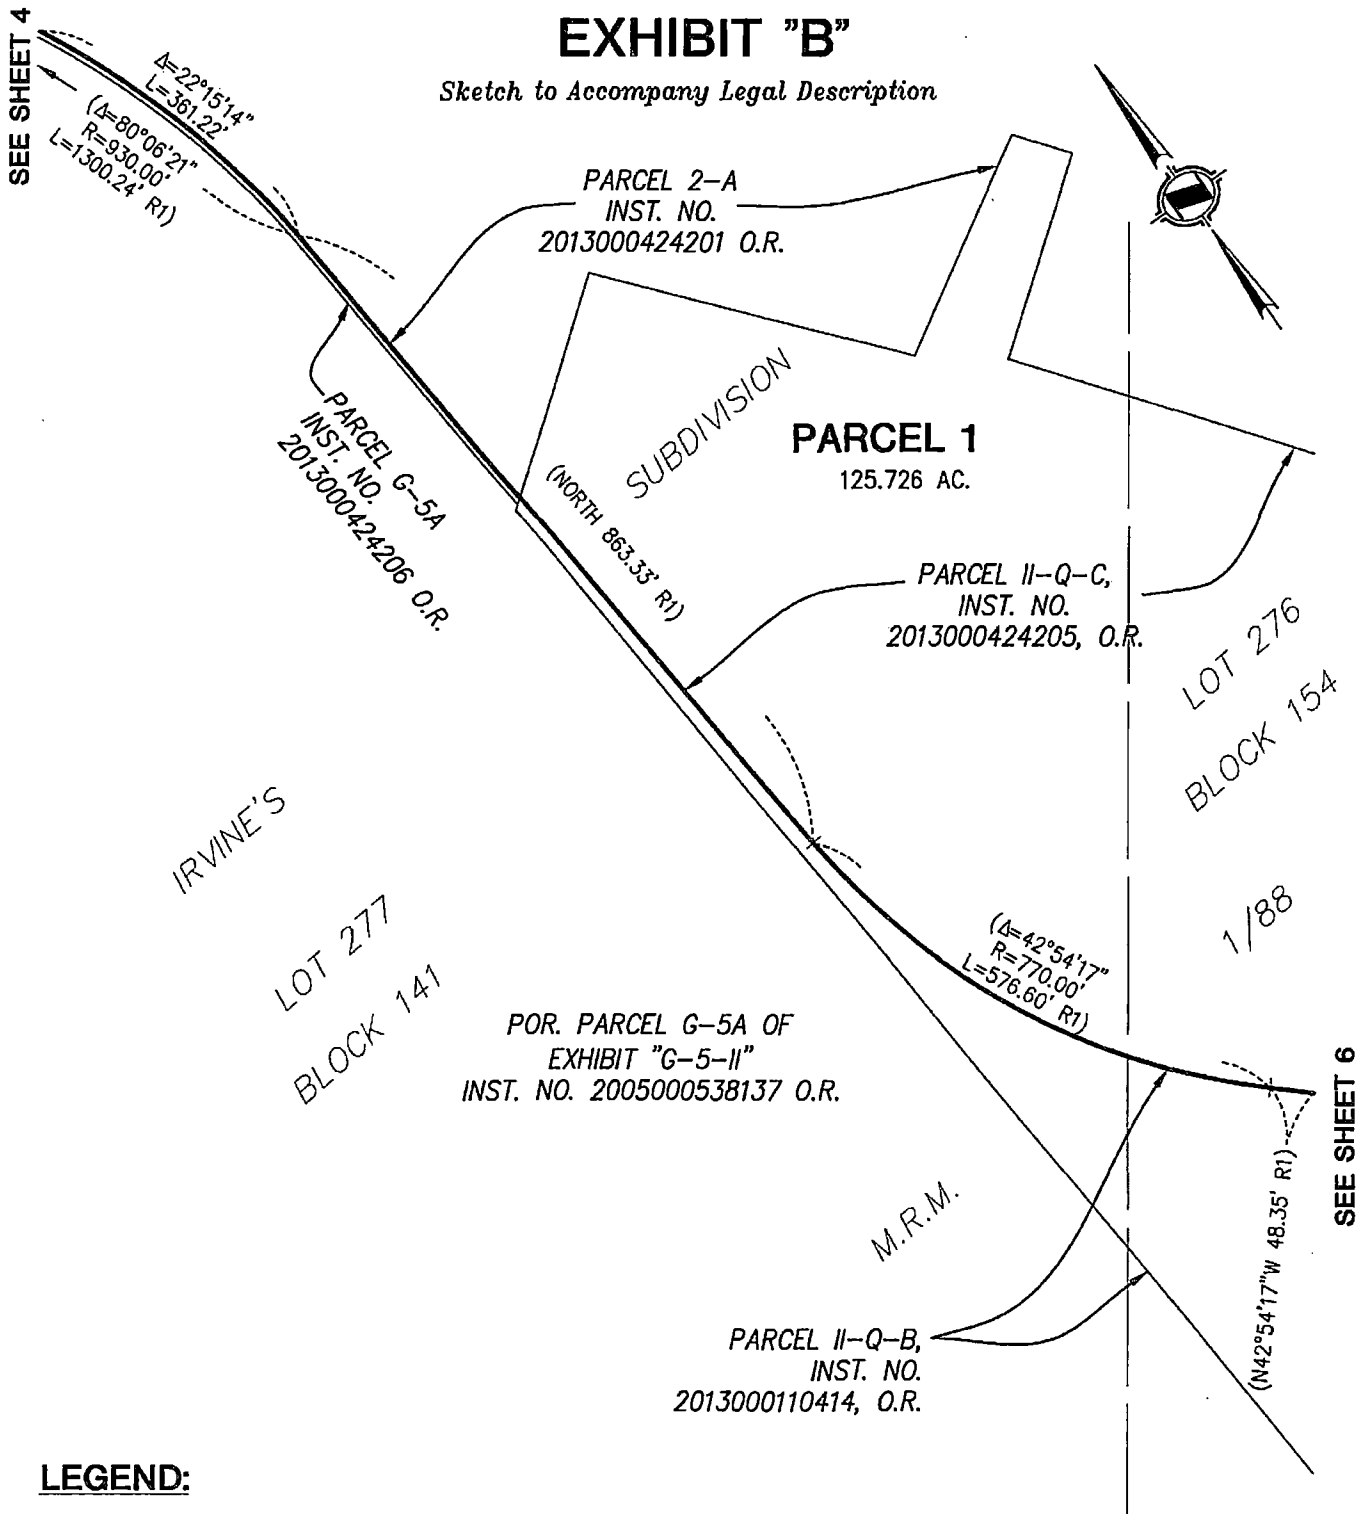 SEE SHEET 4
EXHIBIT "B"
Sketch to Accompany Legal Description
Δ=22°15'14"
L=361.22'
(Δ=80°06'21"
R=930.00'
L=1300.24' R1)
PARCEL 2-A
INST. NO.
2013000424201 O.R.
PARCEL G-5A
INST. NO.
2013000424206 O.R.
SUBDIVISION
PARCEL 1
125.726 AC.
(NORTH 863.33' R1)
PARCEL II-Q-C,
INST. NO.
2013000424205, O.R.
LOT 276
BLOCK 154
IRVINE'S
LOT 277
BLOCK 141
1/88
(Δ=42°54'17"
R=770.00'
L=576.60' R1)
POR. PARCEL G-5A OF
EXHIBIT "G-5-II"
INST. NO. 2005000538137 O.R.
SEE SHEET 6
(N42°54'17"W 48.35' R1)
M.R.M.
PARCEL II-Q-B,
INST. NO.
2013000110414, O.R.
LEGEND: